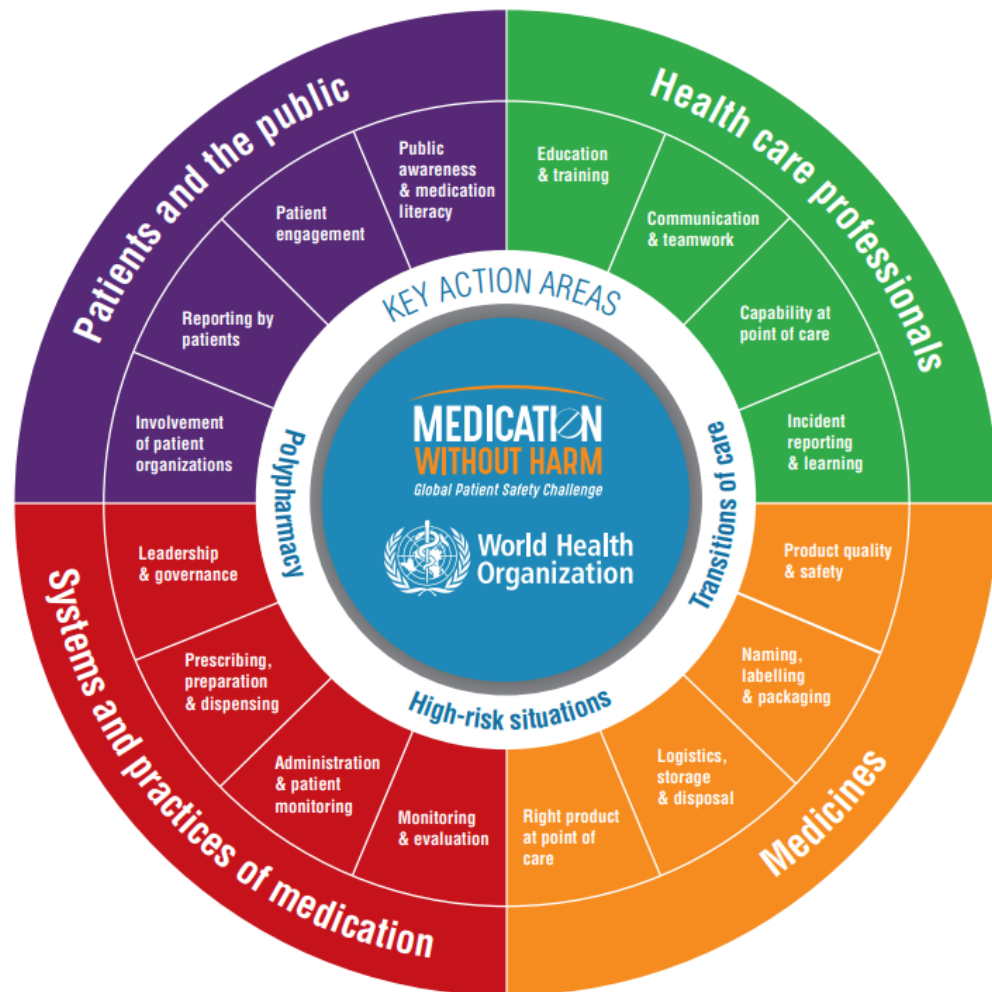 Patients and the public
Public
awareness
& medication
literacy
Patient
engagement
Reporting by
patients
Involvement
of patient
organizations
Health care professionals
Education
& training
Communication
& teamwork
Capability at
point of care
Incident
reporting
& learning
Medicines
Product quality
& safety
Naming,
labelling
& packaging
Logistics,
storage
& disposal
Right product
at point of
care
Systems and practices of medication
Leadership
& governance
Prescribing,
preparation
& dispensing
Administration
& patient
monitoring
Monitoring
& evaluation
KEY ACTION AREAS
Polypharmacy
Transitions of care
High-risk situations
MEDICATION
WITHOUT HARM
Global Patient Safety Challenge
World Health
Organization